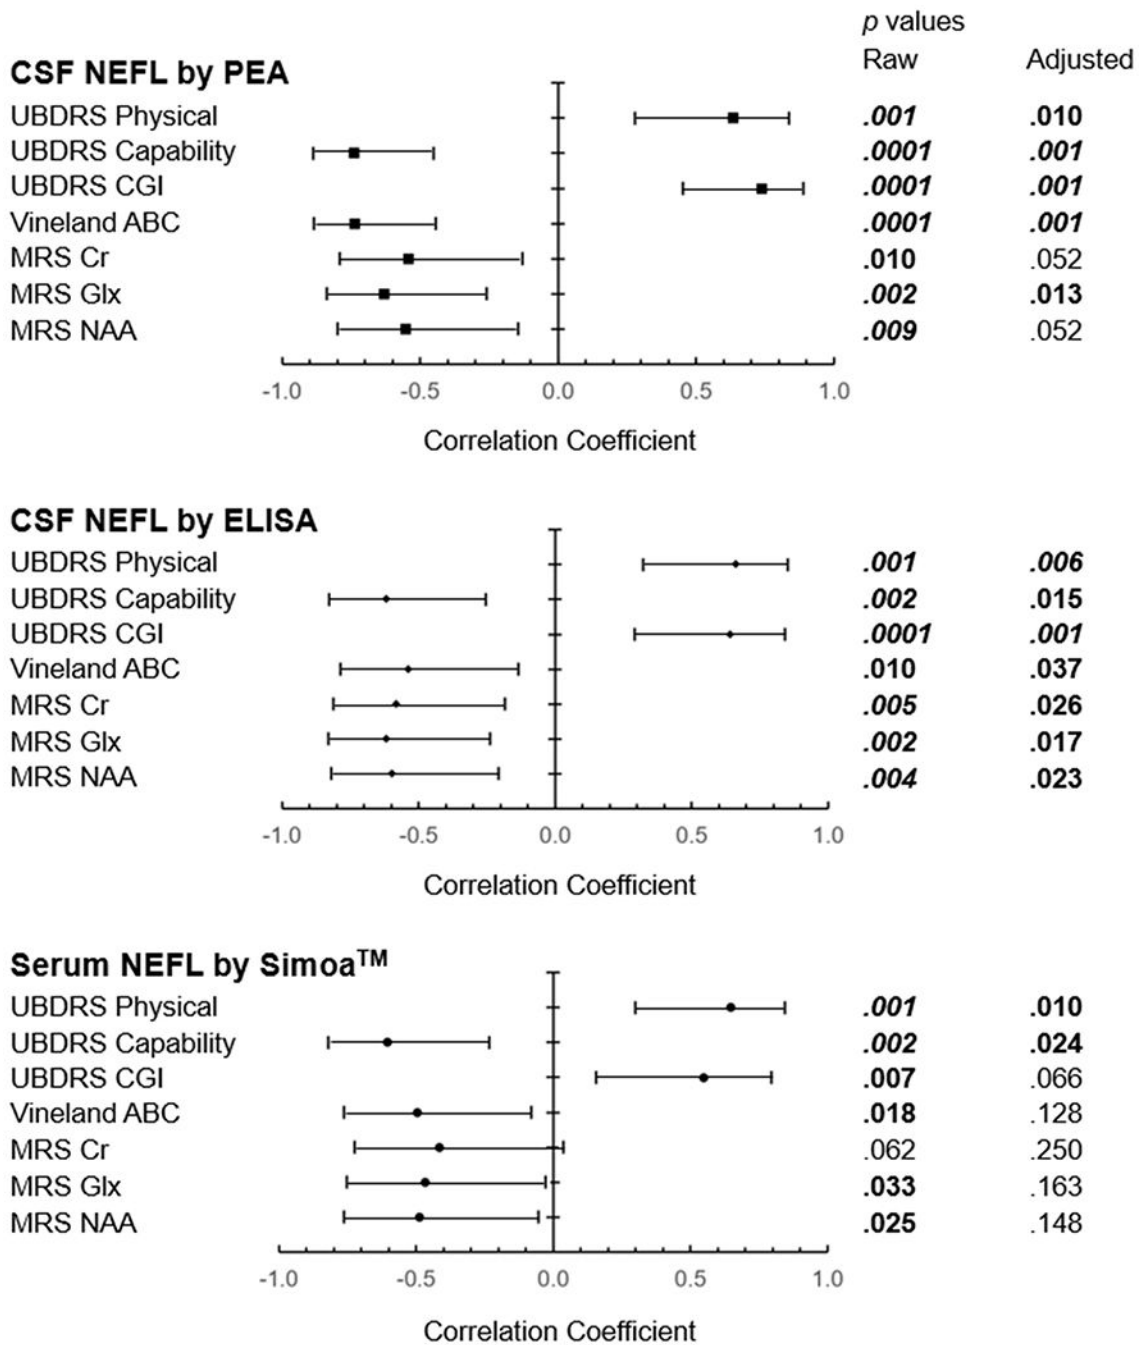 p values
Raw Adjusted
CSF NEFL by PEA
UBDRS Physical .001 .010
UBDRS Capability .0001 .001
UBDRS CGI .0001 .001
Vineland ABC .0001 .001
MRS Cr .010 .052
MRS Glx .002 .013
MRS NAA .009 .052
-1.0 -0.5 0.0 0.5 1.0
Correlation Coefficient
CSF NEFL by ELISA
UBDRS Physical .001 .006
UBDRS Capability .002 .015
UBDRS CGI .0001 .001
Vineland ABC .010 .037
MRS Cr .005 .026
MRS Glx .002 .017
MRS NAA .004 .023
-1.0 -0.5 0.0 0.5 1.0
Correlation Coefficient
Serum NEFL by Simoa™
UBDRS Physical .001 .010
UBDRS Capability .002 .024
UBDRS CGI .007 .066
Vineland ABC .018 .128
MRS Cr .062 .250
MRS Glx .033 .163
MRS NAA .025 .148
-1.0 -0.5 0.0 0.5 1.0
Correlation Coefficient